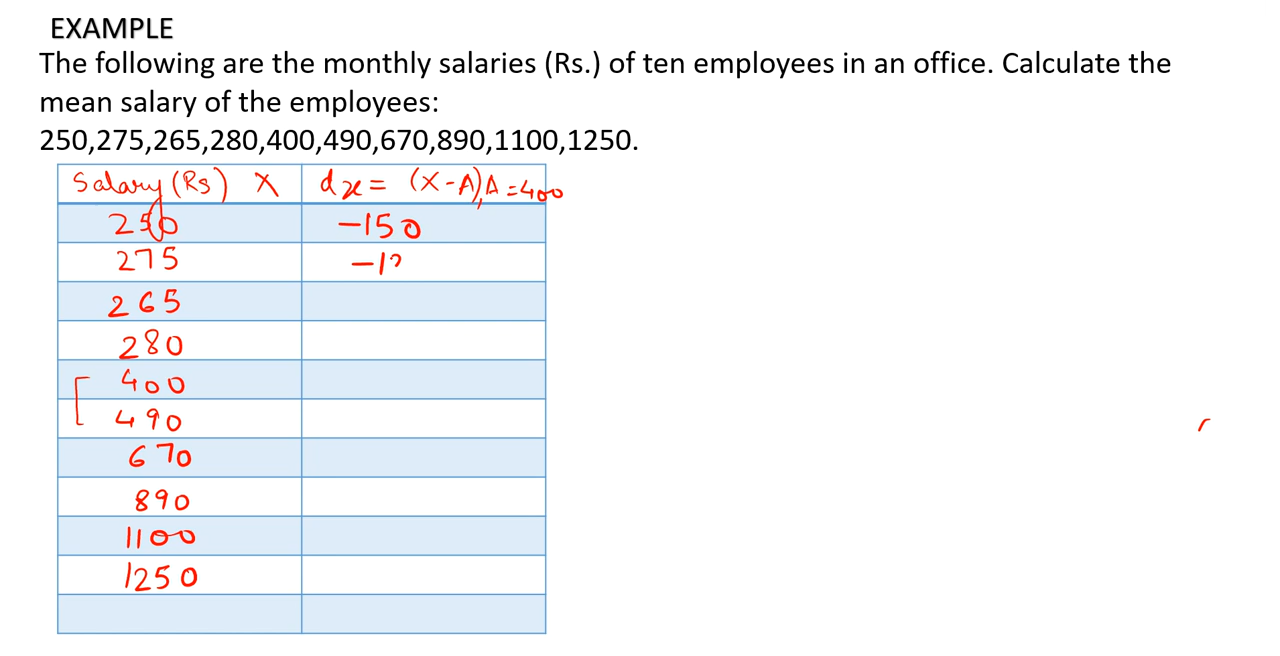 EXAMPLE
The following are the monthly salaries (Rs.) of ten employees in an office. Calculate the
mean salary of the employees:
250,275,265,280,400,490,670,890,1100,1250.
Salary (Rs) X dx = (X-A), A = 400
250 -150
275
265
280
400
490
670
890
1100
1250